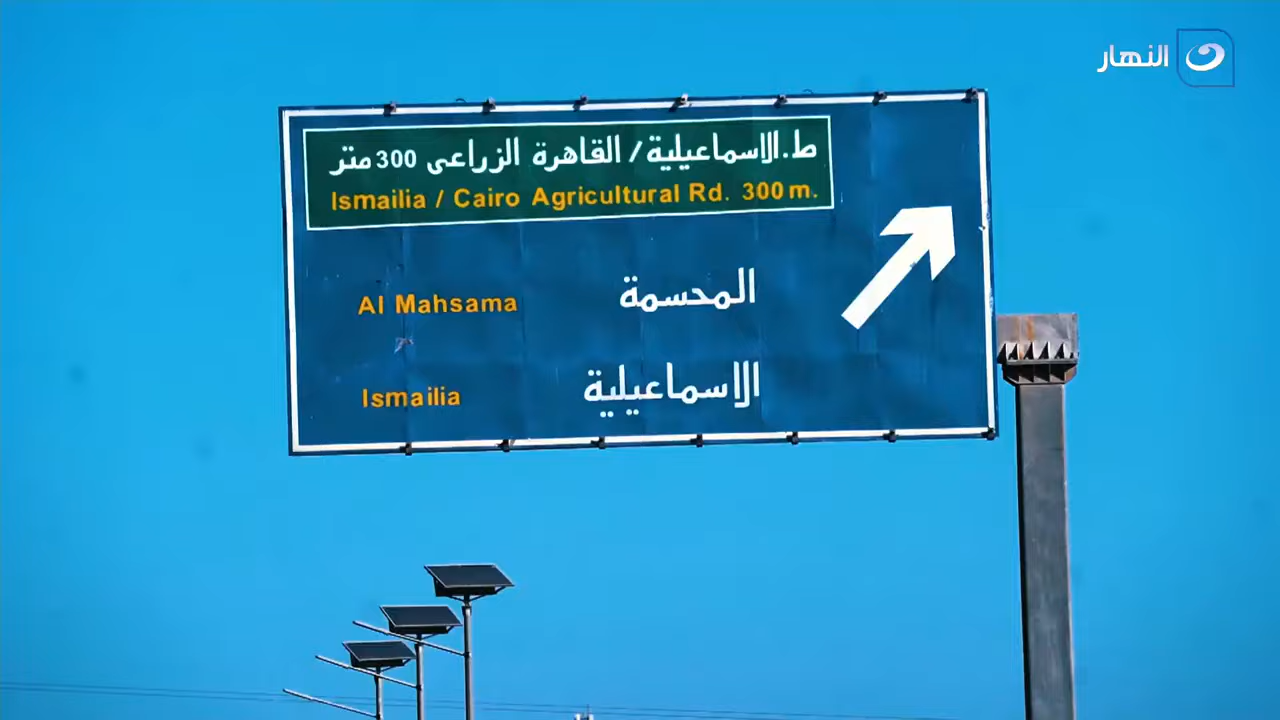 النهار
ط.الاسماعيلية/ القاهرة الزراعى 300 متر
Ismailia / Cairo Agricultural Rd. 300 m.
المحسمة
Al Mahsama
الاسماعيلية
Ismailia